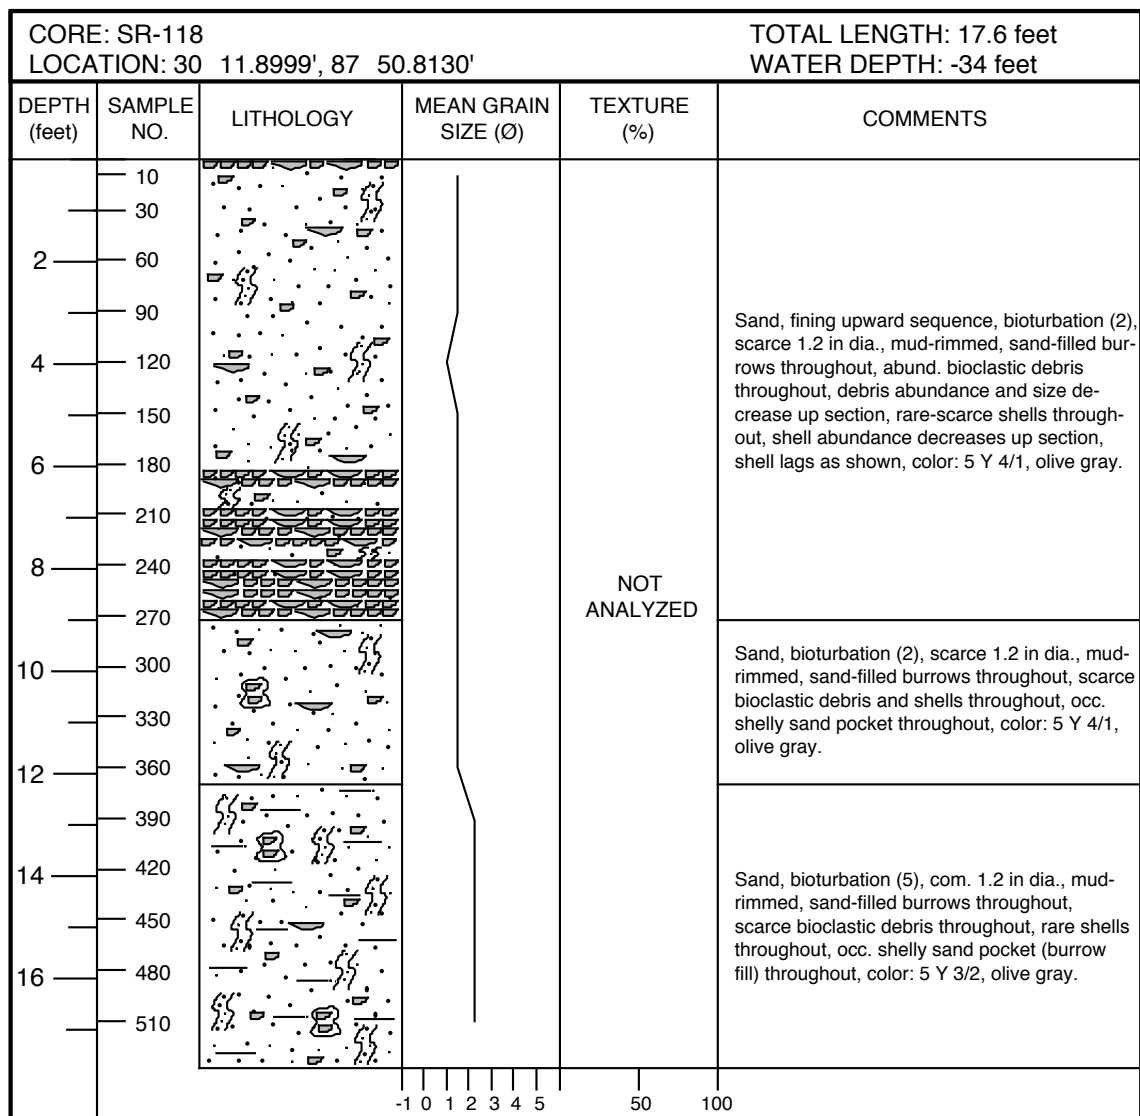 CORE: SR-118
TOTAL LENGTH: 17.6 feet
LOCATION: 30 11.8999', 87 50.8130'
WATER DEPTH: -34 feet
DEPTH (feet)
SAMPLE NO.
LITHOLOGY
MEAN GRAIN SIZE (Ø)
TEXTURE (%)
COMMENTS
10
30
2
60
90
4
120
150
6
180
210
8
240
270
10
300
330
12
360
390
14
420
450
16
480
510
NOT
ANALYZED
Sand, fining upward sequence, bioturbation (2),
scarce 1.2 in dia., mud-rimmed, sand-filled bur-
rows throughout, abund. bioclastic debris
throughout, debris abundance and size de-
crease up section, rare-scarce shells through-
out, shell abundance decreases up section,
shell lags as shown, color: 5 Y 4/1, olive gray.
Sand, bioturbation (2), scarce 1.2 in dia., mud-
rimmed, sand-filled burrows throughout, scarce
bioclastic debris and shells throughout, occ.
shelly sand pocket throughout, color: 5 Y 4/1,
olive gray.
Sand, bioturbation (5), com. 1.2 in dia., mud-
rimmed, sand-filled burrows throughout,
scarce bioclastic debris throughout, rare shells
throughout, occ. shelly sand pocket (burrow
fill) throughout, color: 5 Y 3/2, olive gray.
-1 0 1 2 3 4 5
50 100